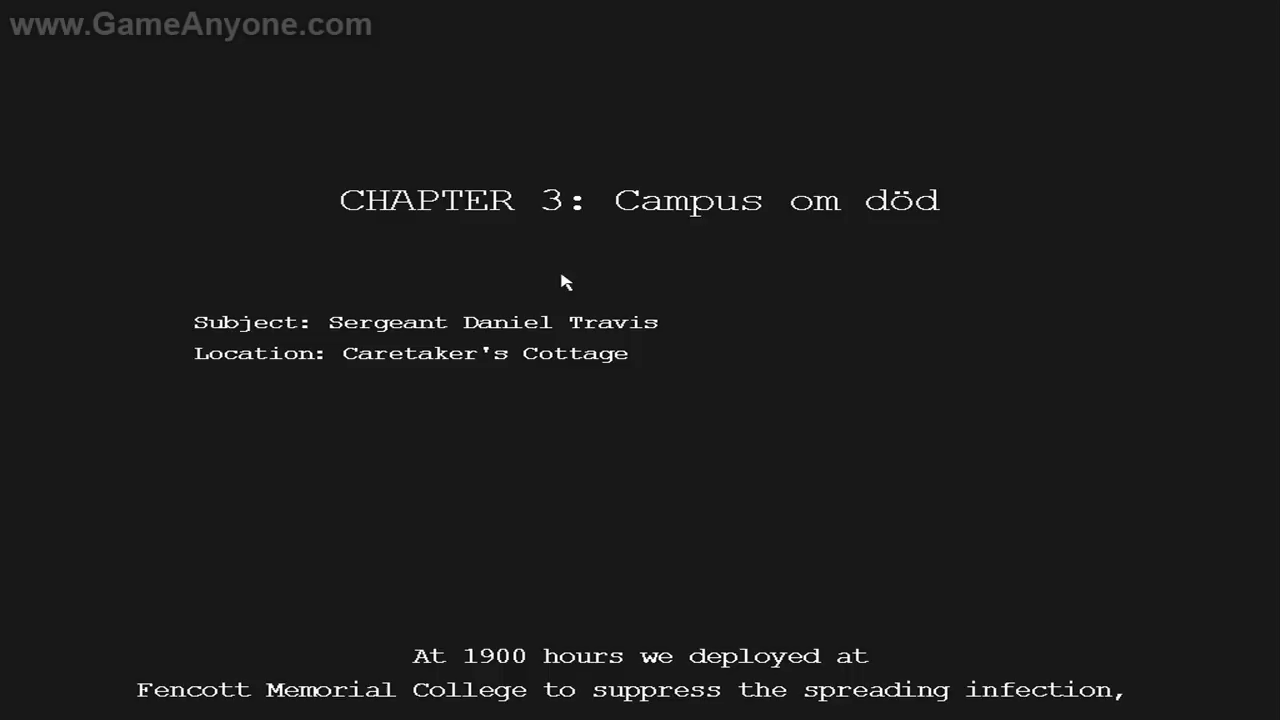 www.GameAnyone.com
CHAPTER 3: Campus om död
Subject: Sergeant Daniel Travis
Location: Caretaker's Cottage
At 1900 hours we deployed at
Fencott Memorial College to suppress the spreading infection,